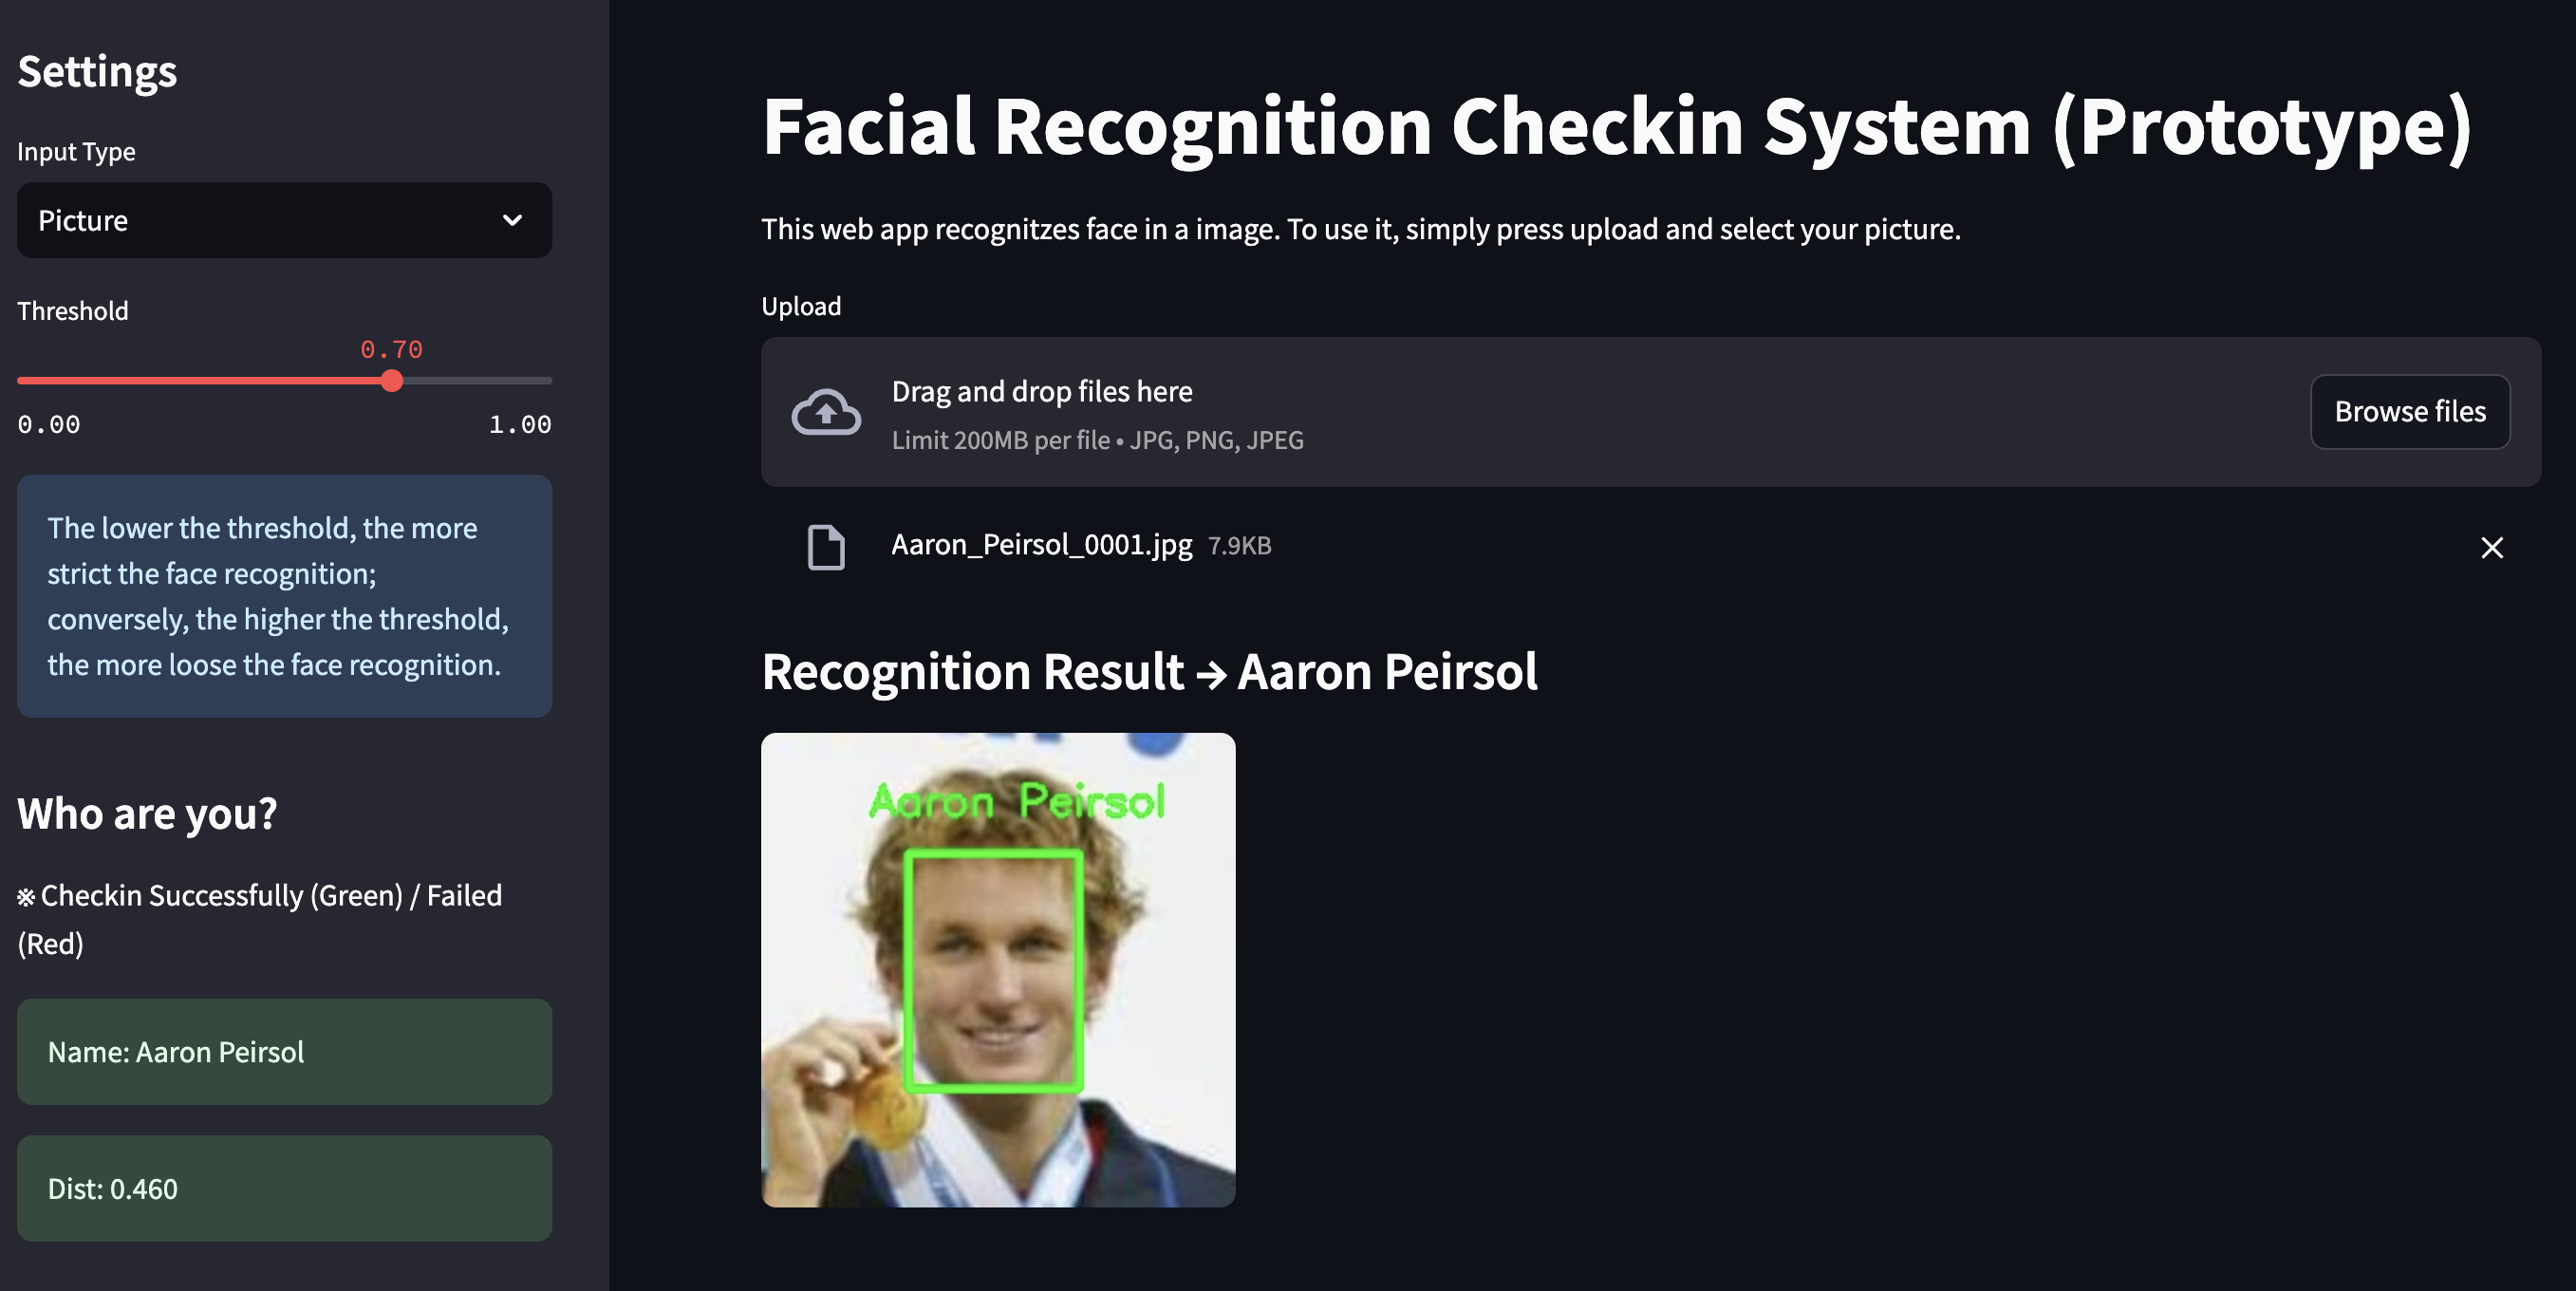 Settings
Input Type
Picture
Threshold
0.70
0.00 1.00
The lower the threshold, the more
strict the face recognition;
conversely, the higher the threshold,
the more loose the face recognition.
Who are you?
※ Checkin Successfully (Green) / Failed
(Red)
Name: Aaron Peirsol
Dist: 0.460
Facial Recognition Checkin System (Prototype)
This web app recognitzes face in a image. To use it, simply press upload and select your picture.
Upload
Drag and drop files here
Limit 200MB per file • JPG, PNG, JPEG
Browse files
Aaron_Peirsol_0001.jpg 7.9KB
Recognition Result → Aaron Peirsol
Aaron Peirsol